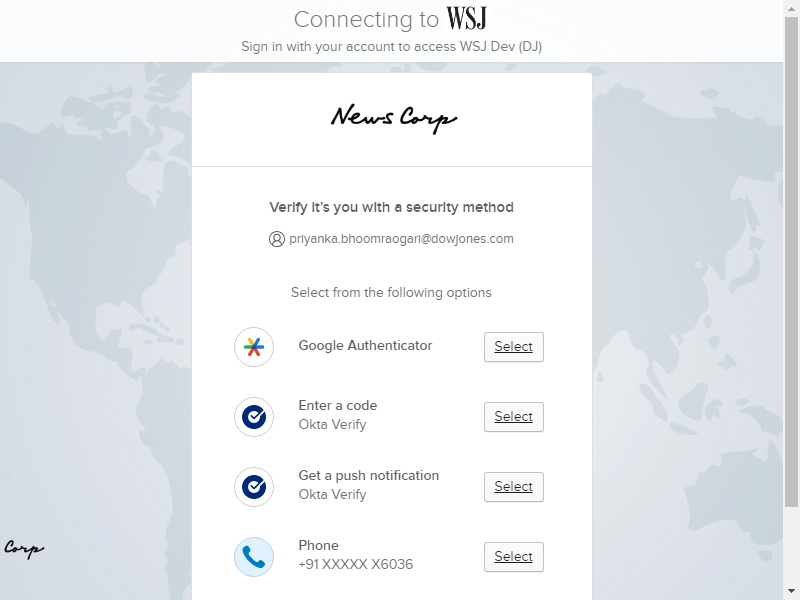 Connecting to WSJ
Sign in with your account to access WSJ Dev (DJ)
News Corp
Verify it's you with a security method
priyanka.bhoomraogari@dowjones.com
Select from the following options
Google Authenticator
Select
Enter a code
Okta Verify
Select
Get a push notification
Okta Verify
Select
Phone
+91 XXXXX X6036
Select
Corp